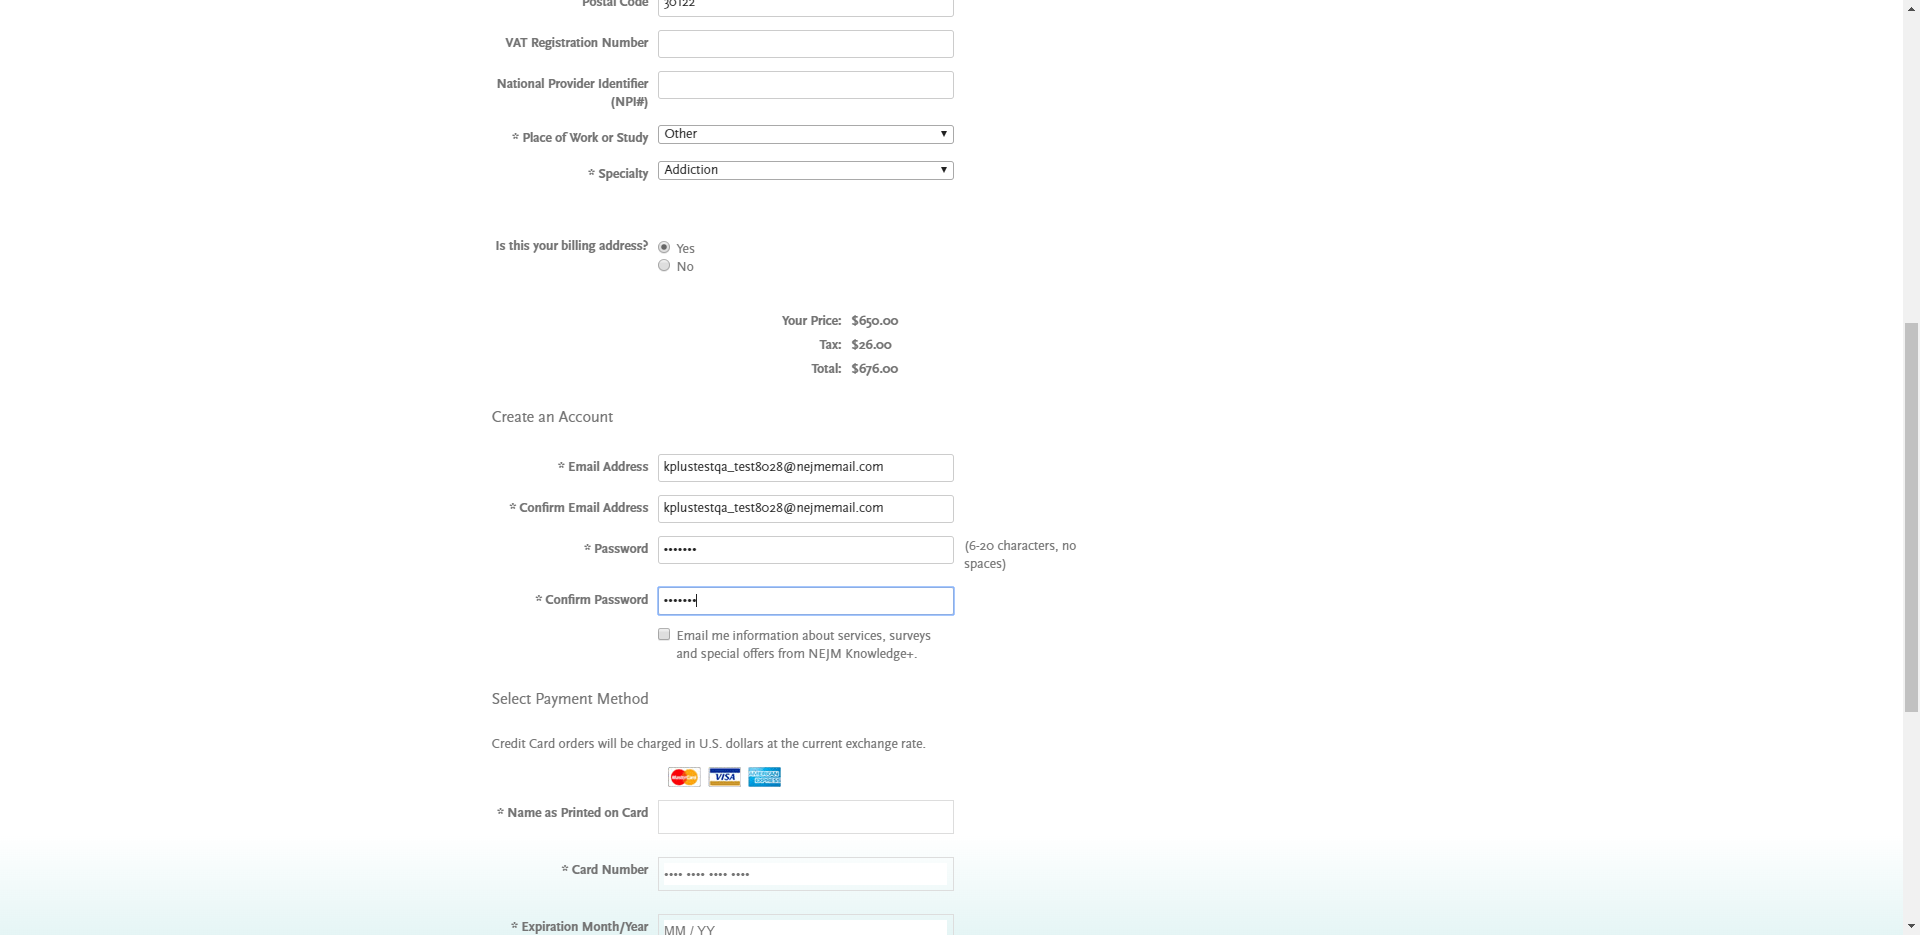 Postal Code 30122
VAT Registration Number
National Provider Identifier
(NPI#)
* Place of Work or Study Other
* Specialty Addiction
Is this your billing address? Yes
No
Your Price: $650.00
Tax: $26.00
Total: $676.00
Create an Account
* Email Address kplustestqa_test8028@nejmemail.com
* Confirm Email Address kplustestqa_test8028@nejmemail.com
* Password ••••••• (6-20 characters, no
spaces)
* Confirm Password •••••••
Email me information about services, surveys
and special offers from NEJM Knowledge+.
Select Payment Method
Credit Card orders will be charged in U.S. dollars at the current exchange rate.
MasterCard VISA AMERICAN EXPRESS
* Name as Printed on Card
* Card Number •••• •••• •••• ••••
* Expiration Month/Year MM / YY